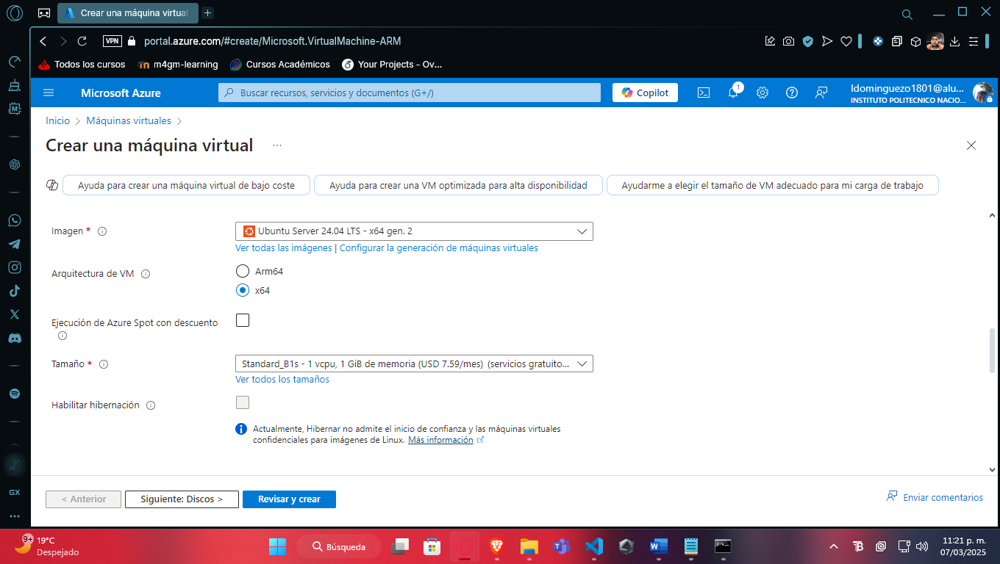 Crear una máquina virtual
VPN
portal.azure.com/#create/Microsoft.VirtualMachine-ARM
Todos los cursos
m4gm-learning
Cursos Académicos
Your Projects - Ov...
Microsoft Azure
Buscar recursos, servicios y documentos (G+/)
Copilot
1
ldominguezo1801@alu...
INSTITUTO POLITECNICO NACIO...
Inicio > Máquinas virtuales >
Crear una máquina virtual ...
Ayuda para crear una máquina virtual de bajo coste
Ayuda para crear una VM optimizada para alta disponibilidad
Ayudarme a elegir el tamaño de VM adecuado para mi carga de trabajo
Imagen *
Ubuntu Server 24.04 LTS - x64 gen. 2
Ver todas las imágenes | Configurar la generación de máquinas virtuales
Arquitectura de VM
Arm64
x64
Ejecución de Azure Spot con descuento
Tamaño *
Standard_B1s - 1 vcpu, 1 GiB de memoria (USD 7.59/mes) (servicios gratuito...
Ver todos los tamaños
Habilitar hibernación
Actualmente, Hibernar no admite el inicio de confianza y las máquinas virtuales
confidenciales para imágenes de Linux. Más información
< Anterior
Siguiente: Discos >
Revisar y crear
Enviar comentarios
GX
9+
19°C
Despejado
Búsqueda
11:21 p. m.
07/03/2025